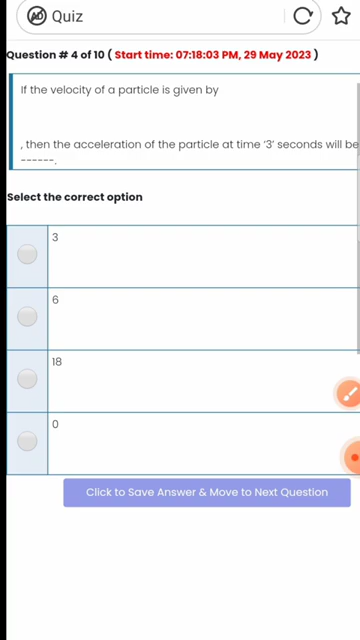 Quiz
Question # 4 of 10 ( Start time: 07:18:03 PM, 29 May 2023 )
If the velocity of a particle is given by
, then the acceleration of the particle at time ‘3’ seconds will be
------.
Select the correct option
3
6
18
0
Click to Save Answer & Move to Next Question